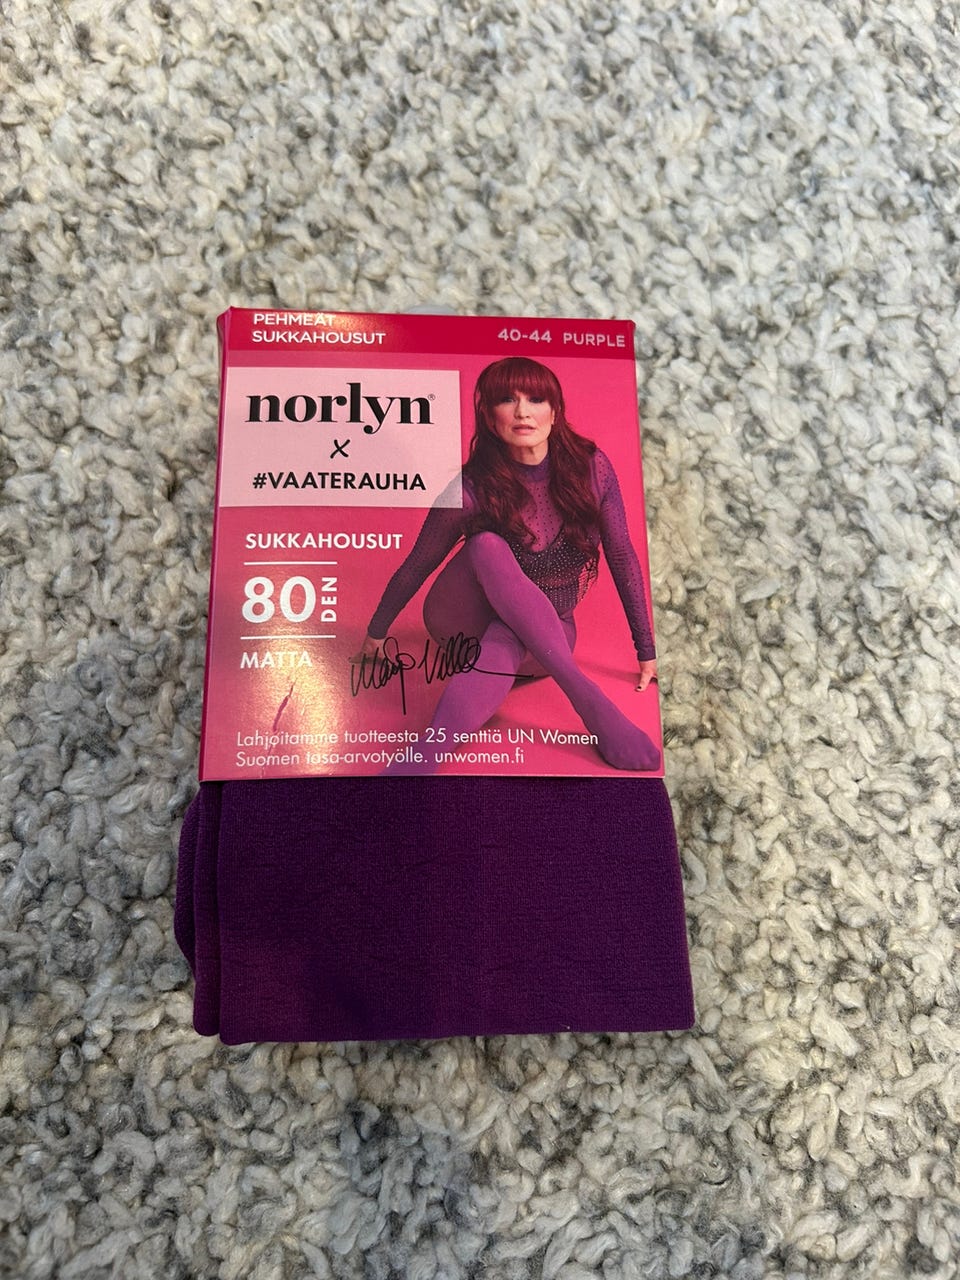 PEHMEÄT
SUKKAHOUSUT
40-44 PURPLE
norlyn®
x
#VAATERAUHA
SUKKAHOUSUT
80 DEN
MATTA
Lahjoitamme tuotteesta 25 senttiä UN Women
Suomen tasa-arvotyölle. unwomen.fi